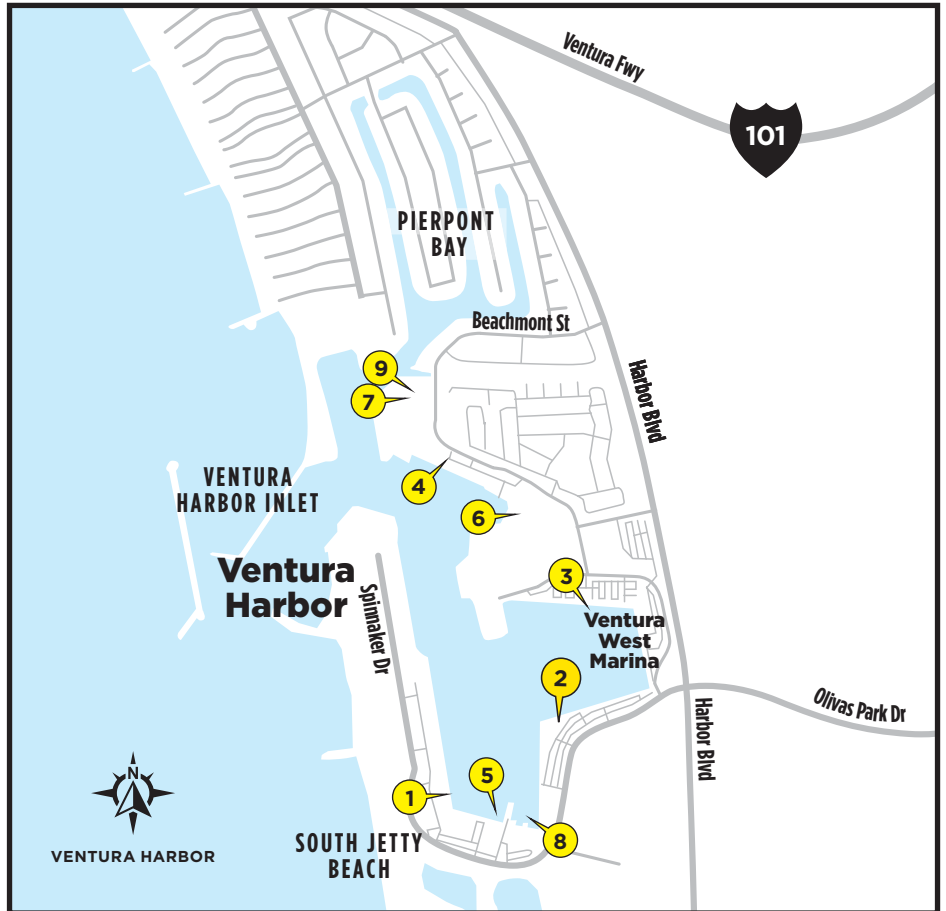 Ventura Fwy
101
PIERPONT
BAY
Beachmont St
Harbor Blvd
9
7
4
6
VENTURA
HARBOR INLET
Ventura
Harbor
Spinnaker Dr
3
Ventura
West
Marina
2
Olivas Park Dr
Harbor Blvd
5
1
8
SOUTH JETTY
BEACH
N
VENTURA HARBOR